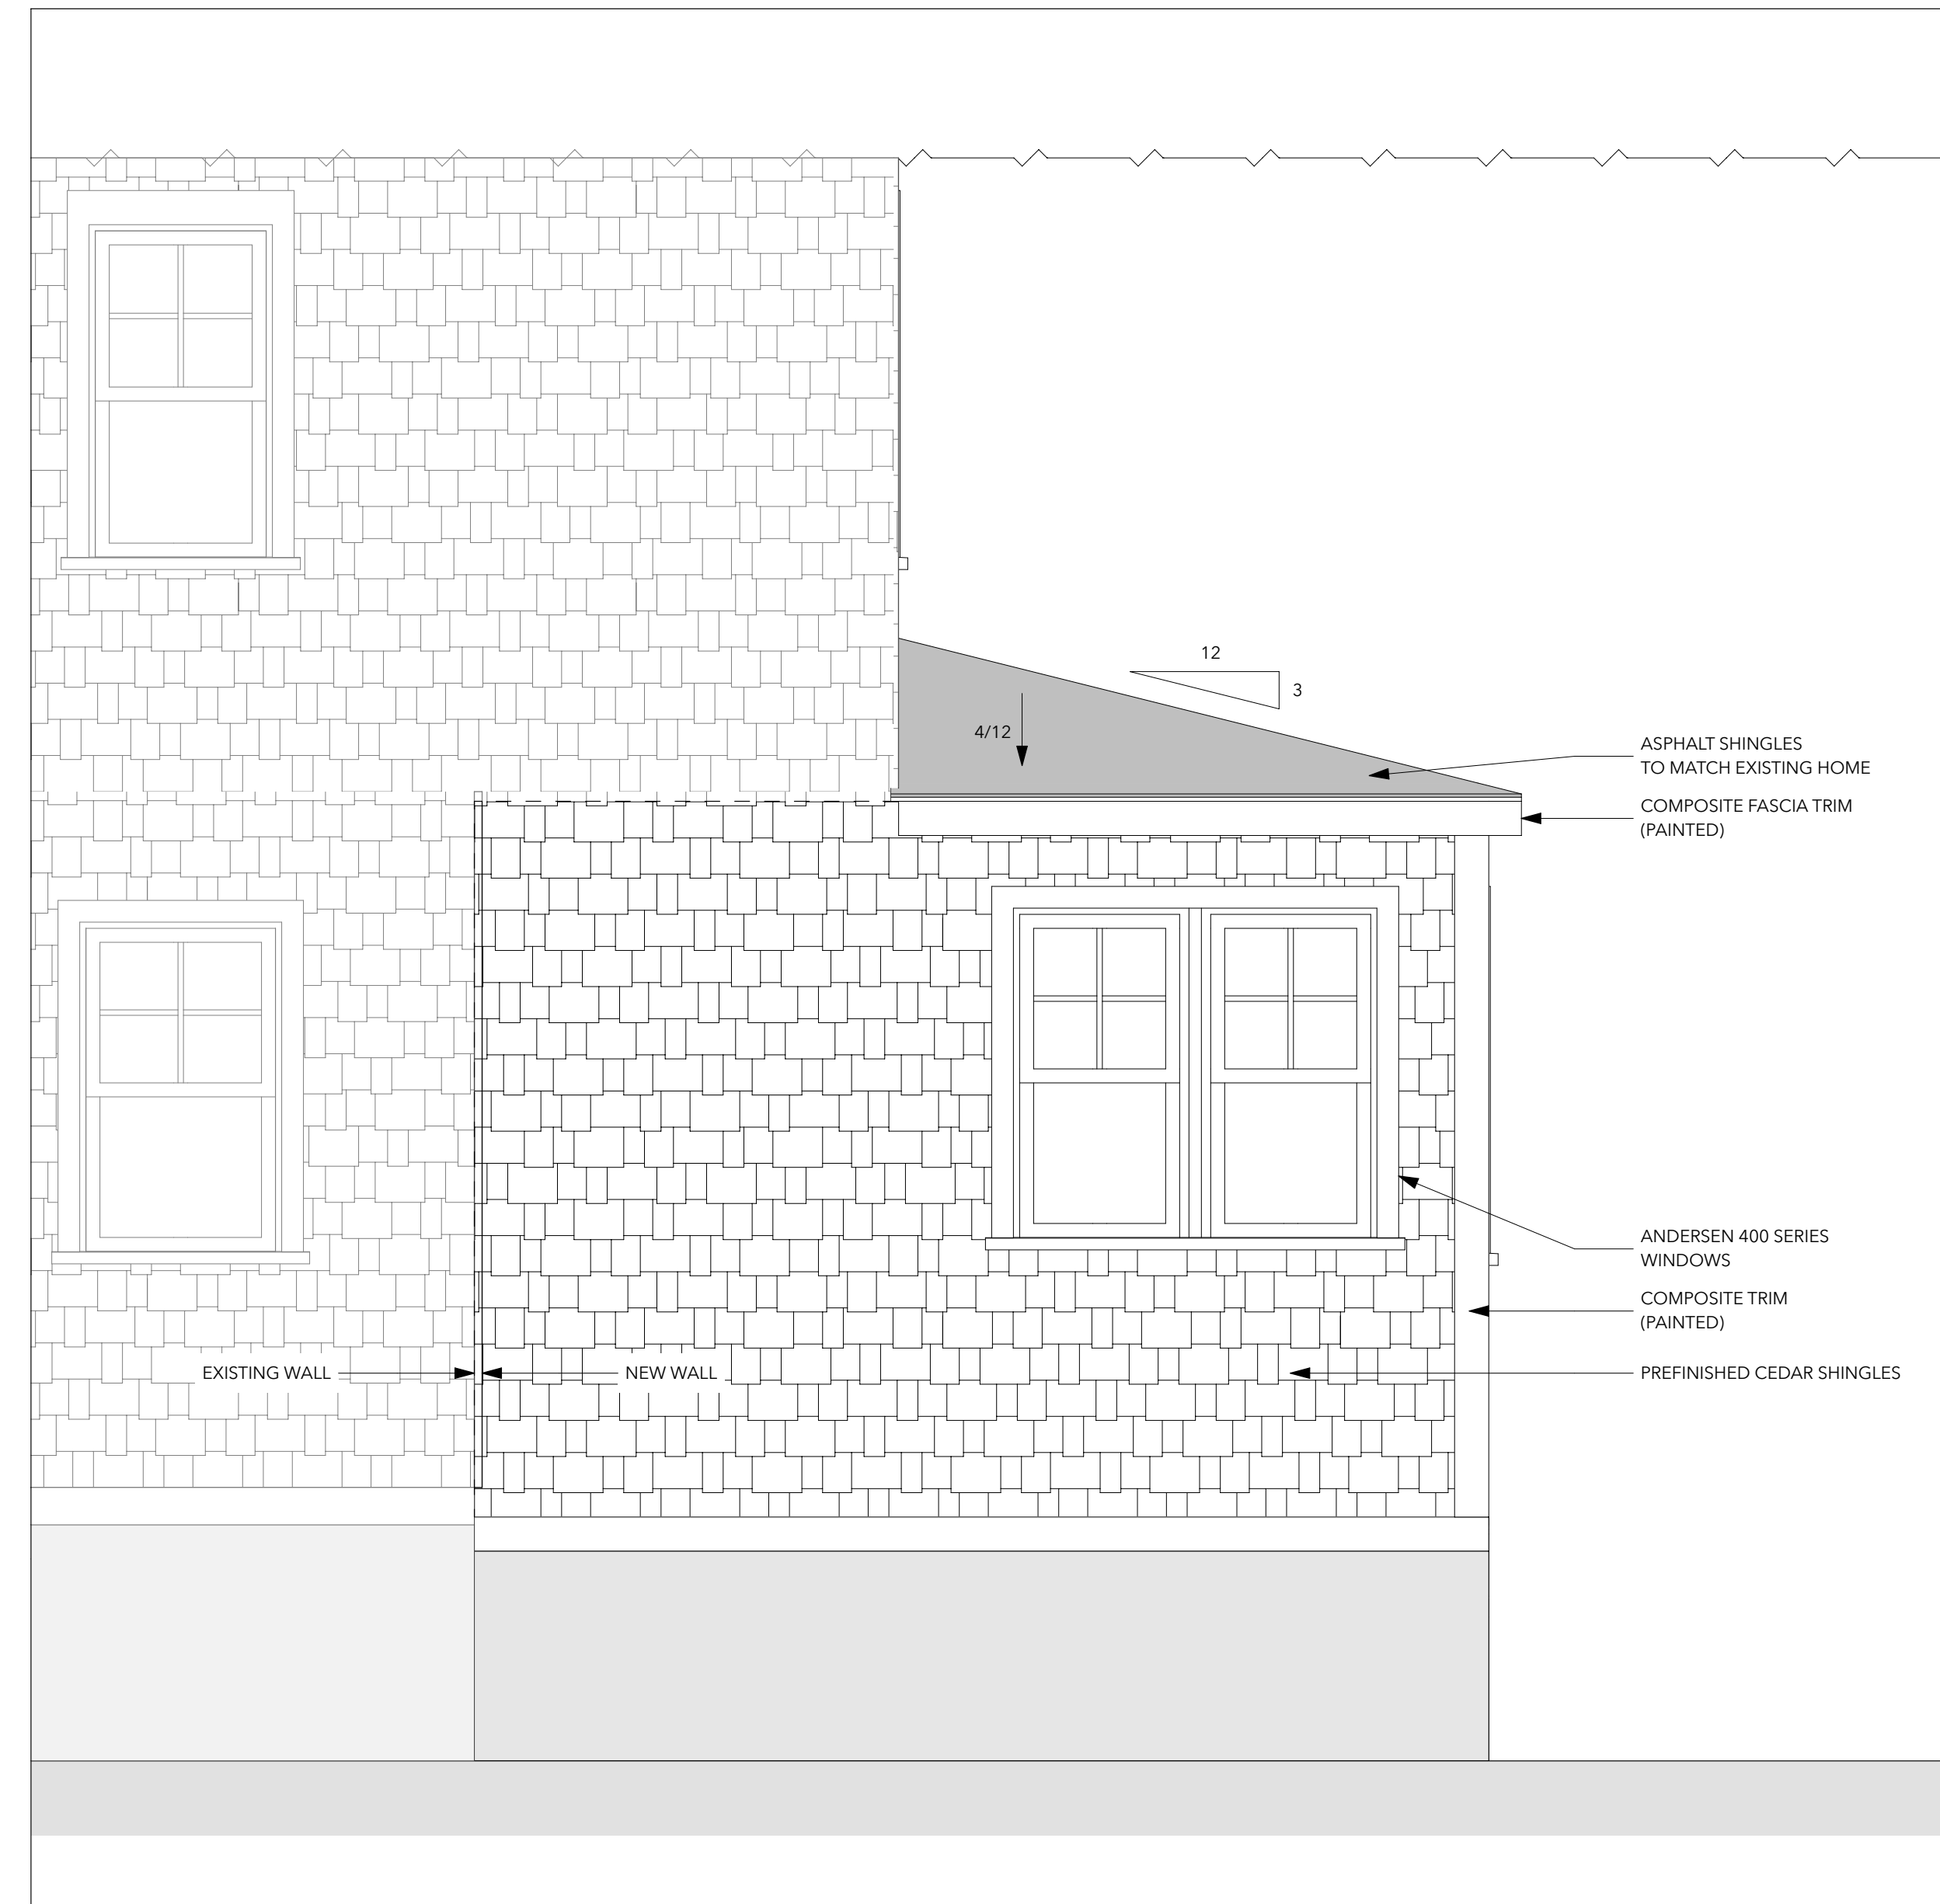 12
3
4/12
ASPHALT SHINGLES
TO MATCH EXISTING HOME
COMPOSITE FASCIA TRIM
(PAINTED)
ANDERSEN 400 SERIES
WINDOWS
COMPOSITE TRIM
(PAINTED)
EXISTING WALL
NEW WALL
PREFINISHED CEDAR SHINGLES